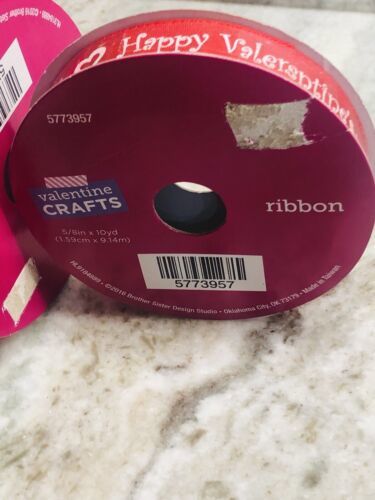 Happy Valersntine's
5773957
valentine
CRAFTS
ribbon
5/8in x 10yd
(1.59cm x 9.14m)
5773957
©2016 Brother Sister Design Studio • Oklahoma City, OK 73179 • Made in Taiwan